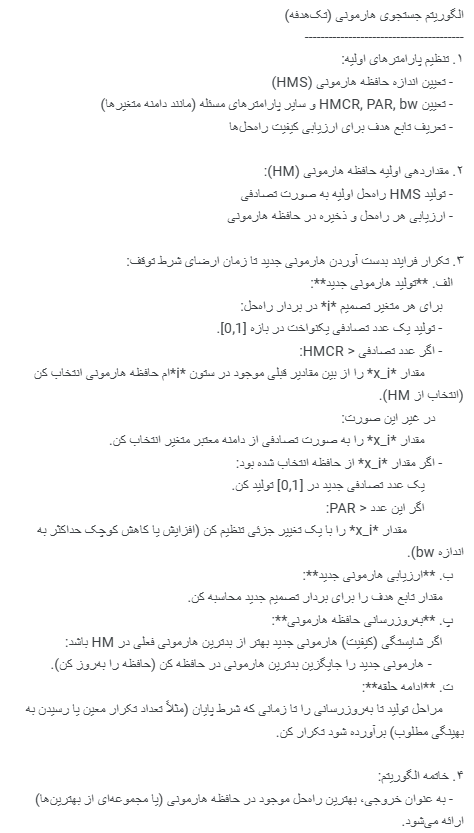 الگوریتم جستجوی هارمونی (تک‌هدفه)
----------------------------------------
۱. تنظیم پارامترهای اولیه:
- تعیین اندازه حافظه هارمونی (HMS)
- تعیین HMCR, PAR, bw و سایر پارامترهای مسئله (مانند دامنه متغیرها)
- تعریف تابع هدف برای ارزیابی کیفیت راه‌حل‌ها
۲. مقداردهی اولیه حافظه هارمونی (HM):
- تولید HMS راه‌حل اولیه به صورت تصادفی
- ارزیابی هر راه‌حل و ذخیره در حافظه هارمونی
۳. تکرار فرایند بدست آوردن هارمونی جدید تا زمان ارضای شرط توقف:
الف. **تولید هارمونی جدید**:
برای هر متغیر تصمیم *i* در بردار راه‌حل:
- تولید یک عدد تصادفی یکنواخت در بازه [0,1].
- اگر عدد تصادفی < HMCR:
مقدار *x_i* را از بین مقادیر قبلی موجود در ستون *i*ام حافظه هارمونی انتخاب کن
(انتخاب از HM).
در غیر این صورت:
مقدار *x_i* را به صورت تصادفی از دامنه معتبر متغیر انتخاب کن.
- اگر مقدار *x_i* از حافظه انتخاب شده بود:
یک عدد تصادفی جدید در [0,1] تولید کن.
اگر این عدد < PAR:
مقدار *x_i* را با یک تغییر جزئی تنظیم کن (افزایش یا کاهش کوچک حداکثر به
اندازه bw).
ب. **ارزیابی هارمونی جدید**:
مقدار تابع هدف را برای بردار تصمیم جدید محاسبه کن.
پ. **به‌روزرسانی حافظه هارمونی**:
اگر شایستگی (کیفیت) هارمونی جدید بهتر از بدترین هارمونی فعلی در HM باشد:
- هارمونی جدید را جایگزین بدترین هارمونی در حافظه کن (حافظه را به‌روز کن).
ت. **ادامه حلقه**:
مراحل تولید تا به‌روزرسانی را تا زمانی که شرط پایان (مثلاً تعداد تکرار معین یا رسیدن به
بهینگی مطلوب) برآورده شود تکرار کن.
۴. خاتمه الگوریتم:
- به عنوان خروجی، بهترین راه‌حل موجود در حافظه هارمونی (یا مجموعه‌ای از بهترین‌ها)
ارائه می‌شود.